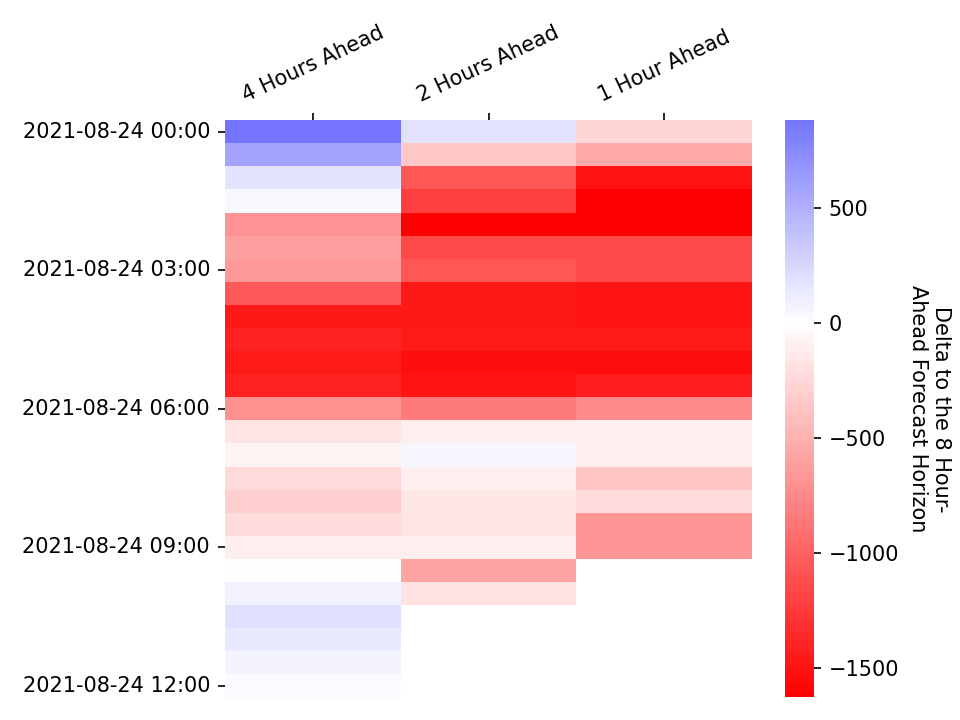 4 Hours Ahead
2 Hours Ahead
1 Hour Ahead
2021-08-24 00:00
2021-08-24 03:00
2021-08-24 06:00
2021-08-24 09:00
2021-08-24 12:00
500
0
−500
−1000
−1500
Delta to the 8 Hour-
Ahead Forecast Horizon